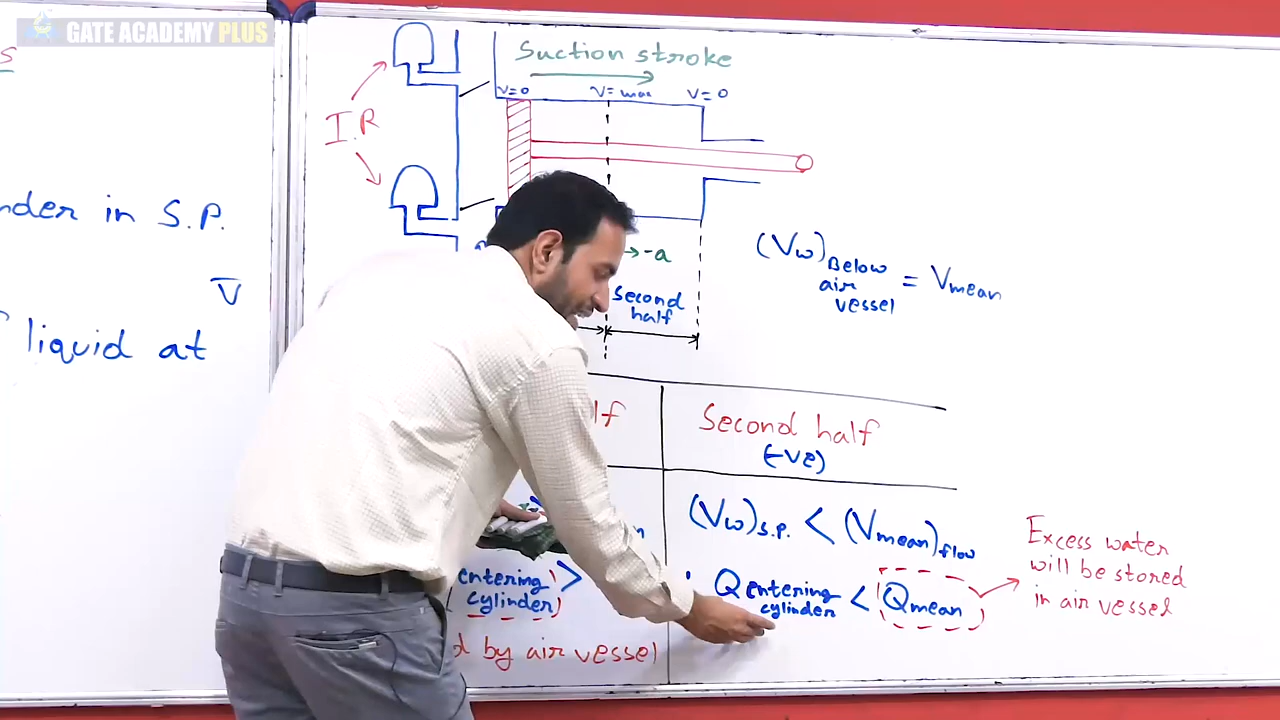 GATE ACADEMY PLUS
s
nder in S.P.
V
liquid at
Suction stroke
V=0
V=max
V=0
I.R
→ -a
Second
half
(Vw)Below air vessel = Vmean
lf
Second half
(-ve)
(Vw)S.P. < (Vmean)flow
Q entering cylinder < Qmean
entering
cylinder >
d by air vessel
Excess water
will be stored
in air vessel